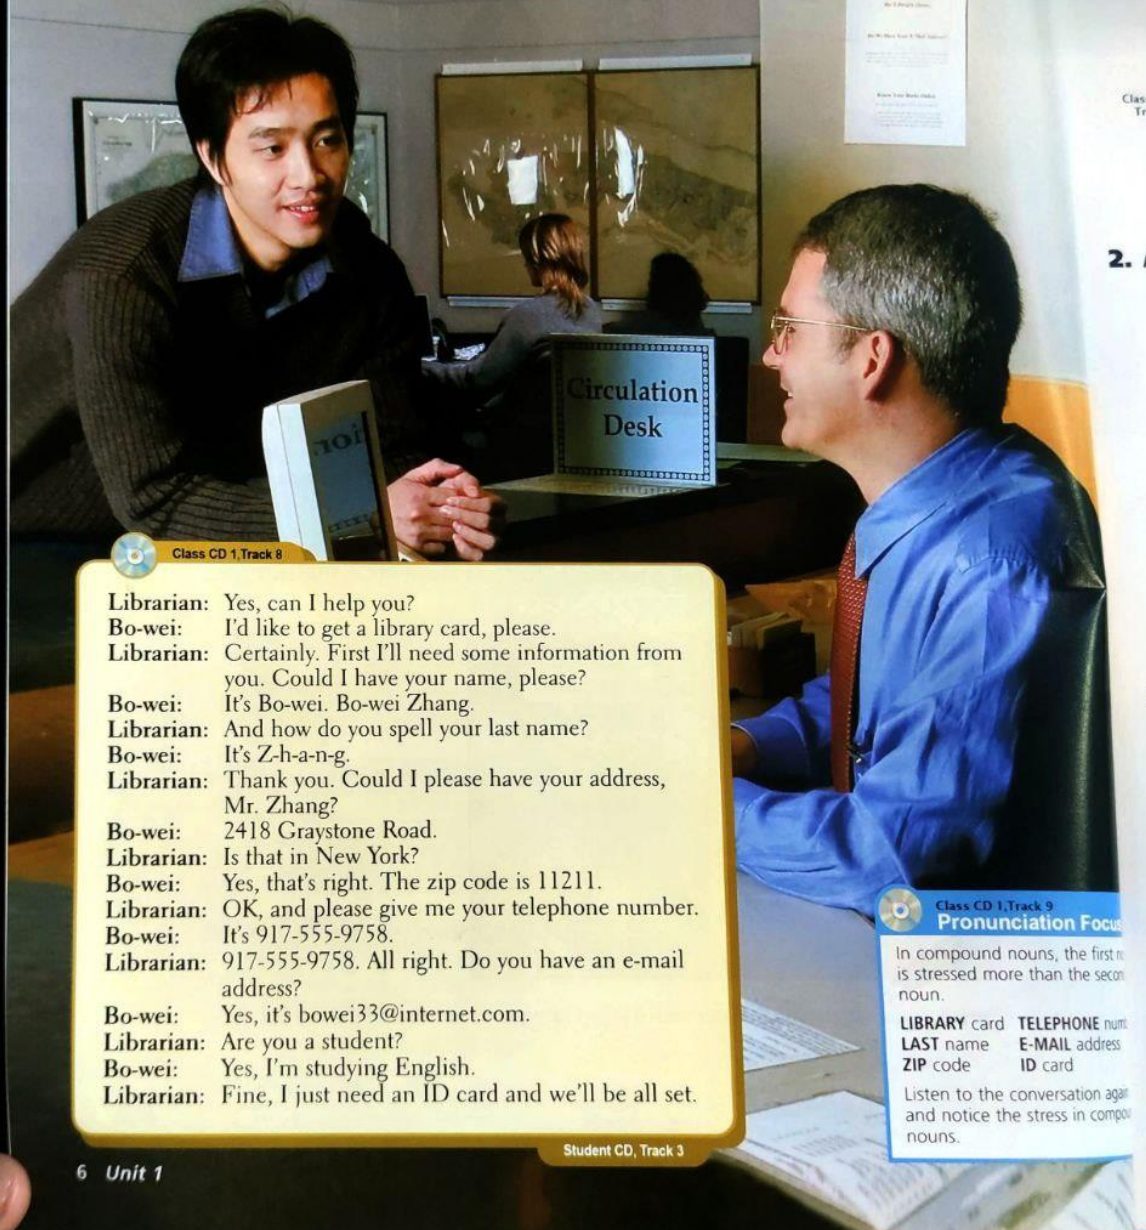 Circulation
Desk
Class CD 1, Track 8
Librarian: Yes, can I help you?
Bo-wei: I'd like to get a library card, please.
Librarian: Certainly. First I'll need some information from
you. Could I have your name, please?
Bo-wei: It's Bo-wei. Bo-wei Zhang.
Librarian: And how do you spell your last name?
Bo-wei: It's Z-h-a-n-g.
Librarian: Thank you. Could I please have your address,
Mr. Zhang?
Bo-wei: 2418 Graystone Road.
Librarian: Is that in New York?
Bo-wei: Yes, that's right. The zip code is 11211.
Librarian: OK, and please give me your telephone number.
Bo-wei: It's 917-555-9758.
Librarian: 917-555-9758. All right. Do you have an e-mail
address?
Bo-wei: Yes, it's bowei33@internet.com.
Librarian: Are you a student?
Bo-wei: Yes, I'm studying English.
Librarian: Fine, I just need an ID card and we'll be all set.
Student CD, Track 3
6 Unit 1
2.
Class CD 1, Track 9
Pronunciation Focus
In compound nouns, the first
is stressed more than the
noun.
LIBRARY card TELEPHONE
LAST name E-MAIL address
ZIP code ID card
Listen to the conversation
and notice the stress in
nouns.